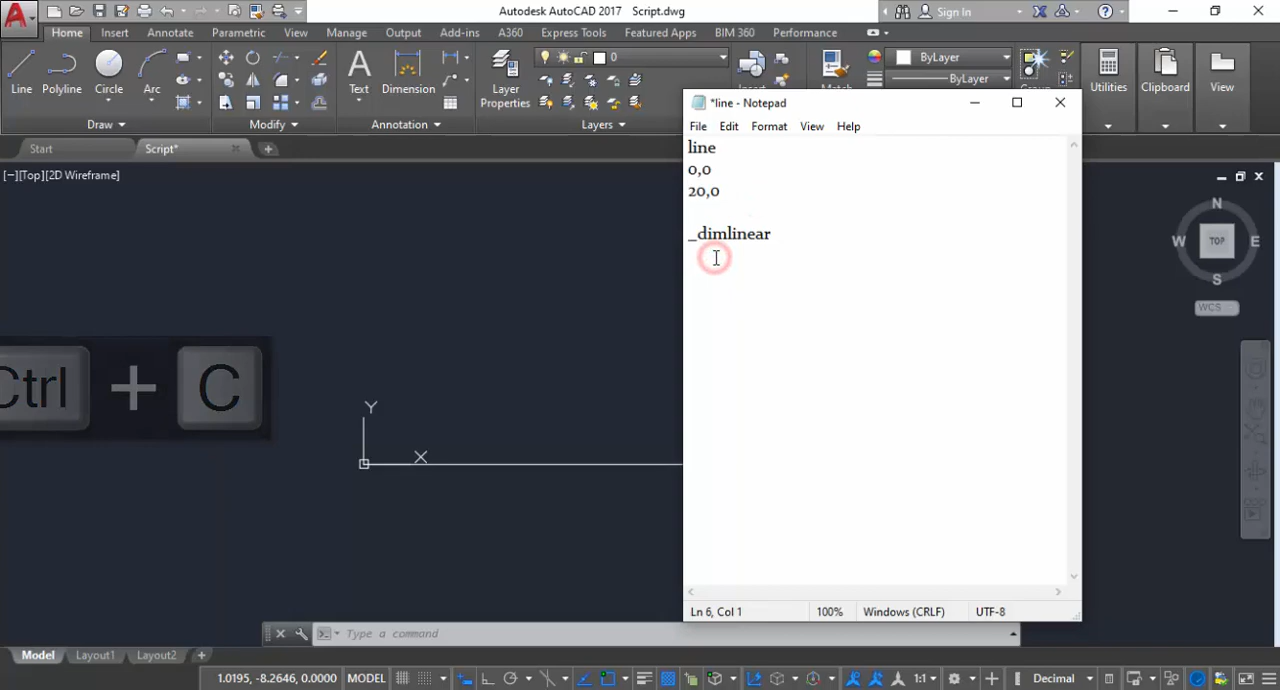 Autodesk AutoCAD 2017 Script.dwg
Sign In
Home Insert Annotate Parametric View Manage Output Add-ins A360 Express Tools Featured Apps BIM 360 Performance
Line Polyline Circle Arc
Text Dimension
Layer
Properties
0
ByLayer
ByLayer
Utilities Clipboard View
Draw Modify Annotation Layers
Start Script*
[−][Top][2D Wireframe]
*line - Notepad
File Edit Format View Help
line
0,0
20,0
_dimlinear
Ln 6, Col 1 100% Windows (CRLF) UTF-8
N
W TOP E
S
WCS
Ctrl + C
Y
X
Type a command
Model Layout1 Layout2 +
1.0195, -8.2646, 0.0000 MODEL 1:1 Decimal